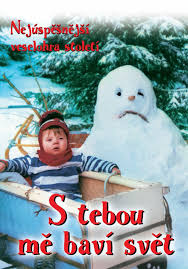 Nejúspěšnější
veselohra století
S tebou
mě baví svět